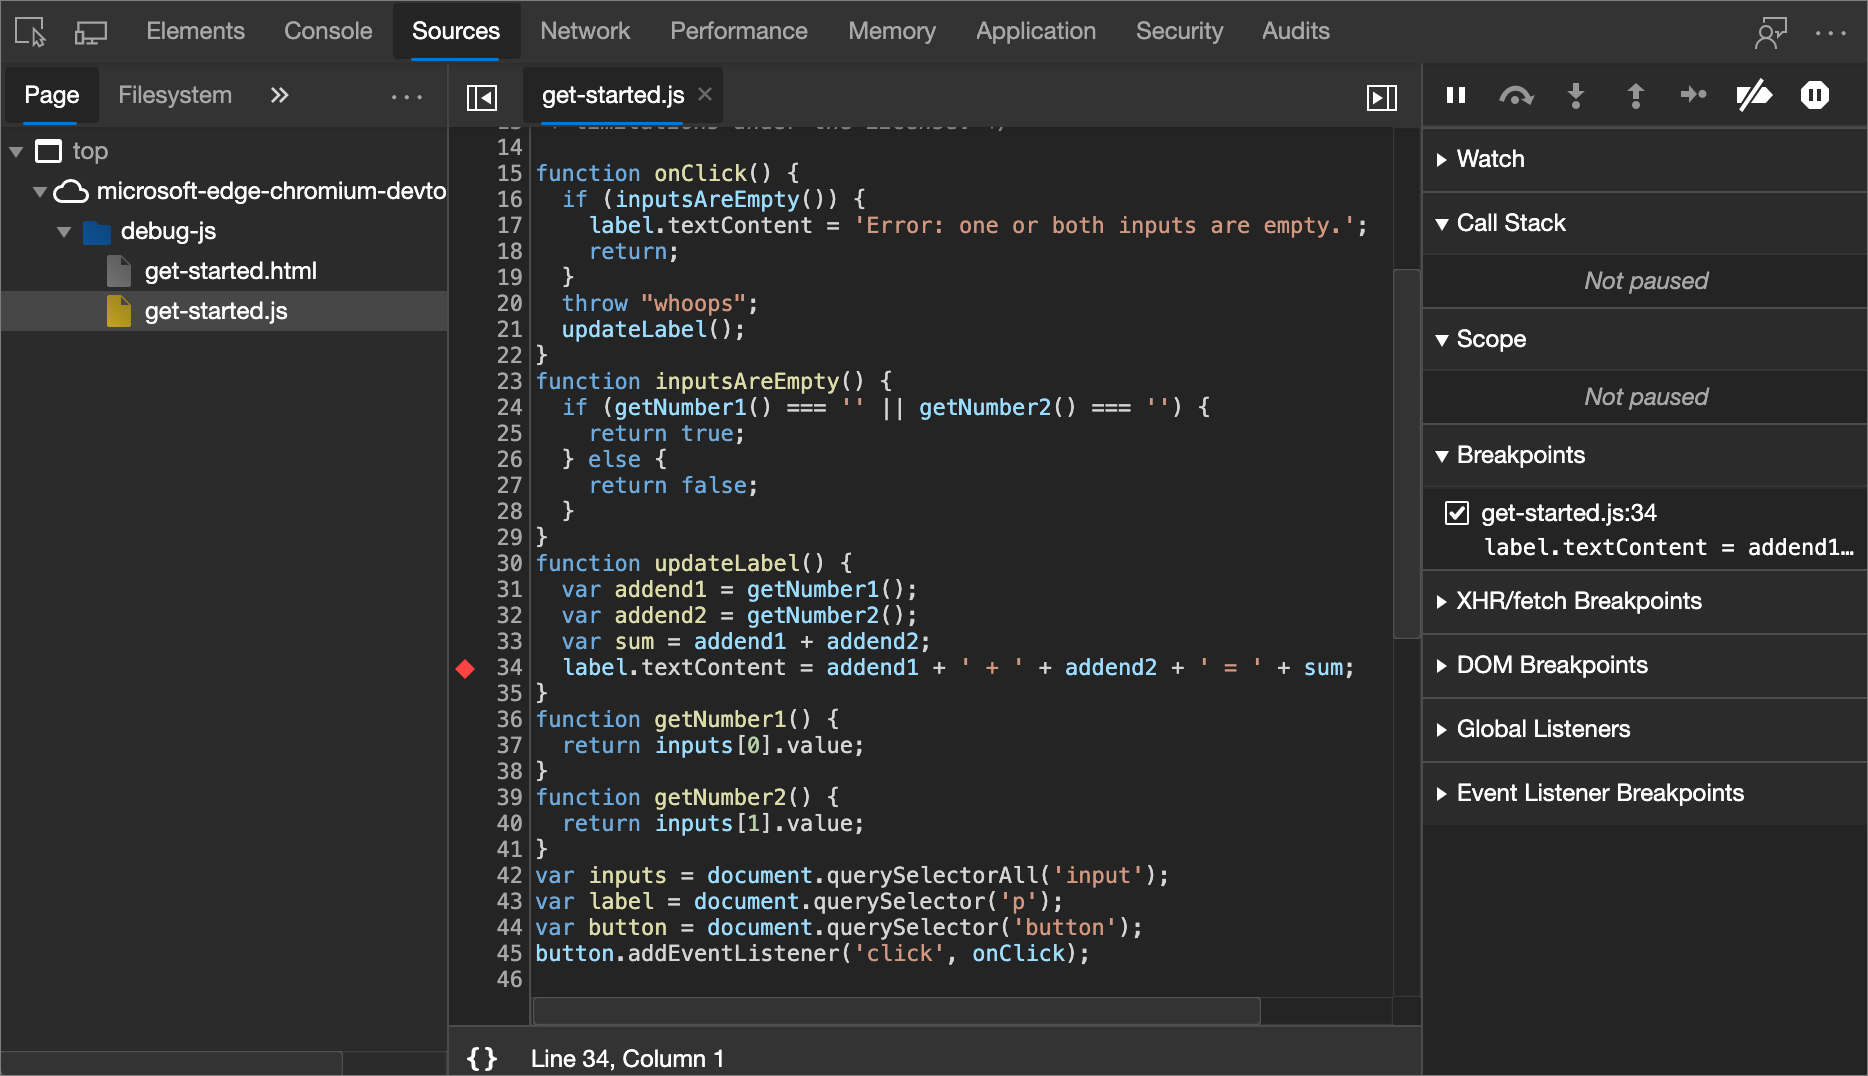 Elements Console Sources Network Performance Memory Application Security Audits
Page Filesystem » ...
top
microsoft-edge-chromium-devto
debug-js
get-started.html
get-started.js
get-started.js ×
14
15 function onClick() {
16   if (inputsAreEmpty()) {
17     label.textContent = 'Error: one or both inputs are empty.';
18     return;
19   }
20   throw "whoops";
21   updateLabel();
22 }
23 function inputsAreEmpty() {
24   if (getNumber1() === '' || getNumber2() === '') {
25     return true;
26   } else {
27     return false;
28   }
29 }
30 function updateLabel() {
31   var addend1 = getNumber1();
32   var addend2 = getNumber2();
33   var sum = addend1 + addend2;
34   label.textContent = addend1 + ' + ' + addend2 + ' = ' + sum;
35 }
36 function getNumber1() {
37   return inputs[0].value;
38 }
39 function getNumber2() {
40   return inputs[1].value;
41 }
42 var inputs = document.querySelectorAll('input');
43 var label = document.querySelector('p');
44 var button = document.querySelector('button');
45 button.addEventListener('click', onClick);
46
{} Line 34, Column 1
Watch
Call Stack
Not paused
Scope
Not paused
Breakpoints
get-started.js:34
label.textContent = addend1…
XHR/fetch Breakpoints
DOM Breakpoints
Global Listeners
Event Listener Breakpoints